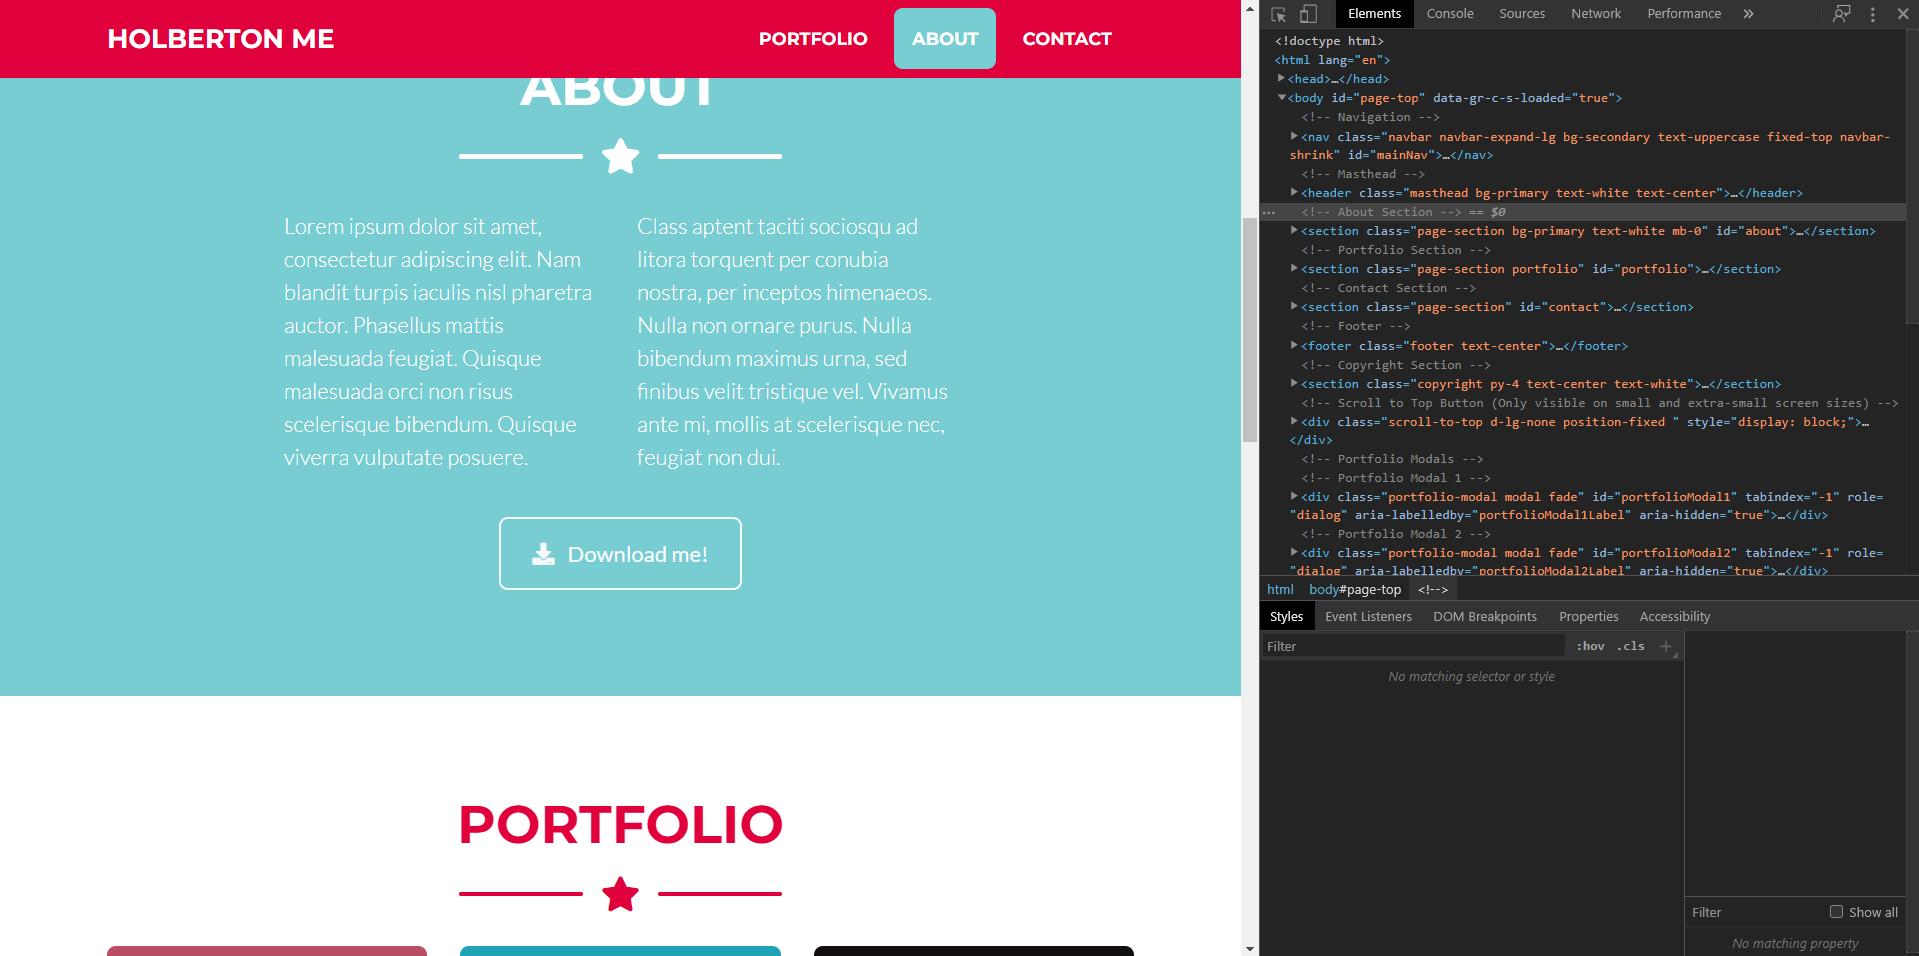 HOLBERTON ME
PORTFOLIO ABOUT CONTACT
ABOUT
Lorem ipsum dolor sit amet,
consectetur adipiscing elit. Nam
blandit turpis iaculis nisl pharetra
auctor. Phasellus mattis
malesuada feugiat. Quisque
malesuada orci non risus
scelerisque bibendum. Quisque
viverra vulputate posuere.
Class aptent taciti sociosqu ad
litora torquent per conubia
nostra, per inceptos himenaeos.
Nulla non ornare purus. Nulla
bibendum maximus urna, sed
finibus velit tristique vel. Vivamus
ante mi, mollis at scelerisque nec,
feugiat non dui.
Download me!
PORTFOLIO
Elements Console Sources Network Performance »
<!doctype html>
<html lang="en">
<head>…</head>
<body id="page-top" data-gr-c-s-loaded="true">
<!-- Navigation -->
<nav class="navbar navbar-expand-lg bg-secondary text-uppercase fixed-top navbar-
shrink" id="mainNav">…</nav>
<!-- Masthead -->
<header class="masthead bg-primary text-white text-center">…</header>
<!-- About Section --> == $0
<section class="page-section bg-primary text-white mb-0" id="about">…</section>
<!-- Portfolio Section -->
<section class="page-section portfolio" id="portfolio">…</section>
<!-- Contact Section -->
<section class="page-section" id="contact">…</section>
<!-- Footer -->
<footer class="footer text-center">…</footer>
<!-- Copyright Section -->
<section class="copyright py-4 text-center text-white">…</section>
<!-- Scroll to Top Button (Only visible on small and extra-small screen sizes) -->
<div class="scroll-to-top d-lg-none position-fixed " style="display: block;">…
</div>
<!-- Portfolio Modals -->
<!-- Portfolio Modal 1 -->
<div class="portfolio-modal modal fade" id="portfolioModal1" tabindex="-1" role=
"dialog" aria-labelledby="portfolioModal1Label" aria-hidden="true">…</div>
<!-- Portfolio Modal 2 -->
<div class="portfolio-modal modal fade" id="portfolioModal2" tabindex="-1" role=
"dialog" aria-labelledby="portfolioModal2Label" aria-hidden="true">…</div>
html body#page-top <!-->
Styles Event Listeners DOM Breakpoints Properties Accessibility
Filter :hov .cls +
No matching selector or style
Filter Show all
No matching property